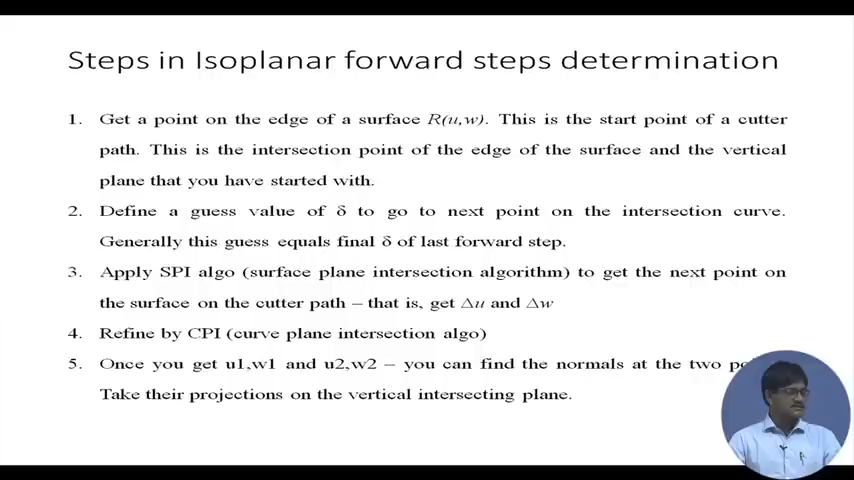 Steps in Isoplanar forward steps determination
1. Get a point on the edge of a surface R(u,w). This is the start point of a cutter
path. This is the intersection point of the edge of the surface and the vertical
plane that you have started with.
2. Define a guess value of δ to go to next point on the intersection curve.
Generally this guess equals final δ of last forward step.
3. Apply SPI algo (surface plane intersection algorithm) to get the next point on
the surface on the cutter path – that is, get Δu and Δw
4. Refine by CPI (curve plane intersection algo)
5. Once you get u1,w1 and u2,w2 – you can find the normals at the two
Take their projections on the vertical intersecting plane.